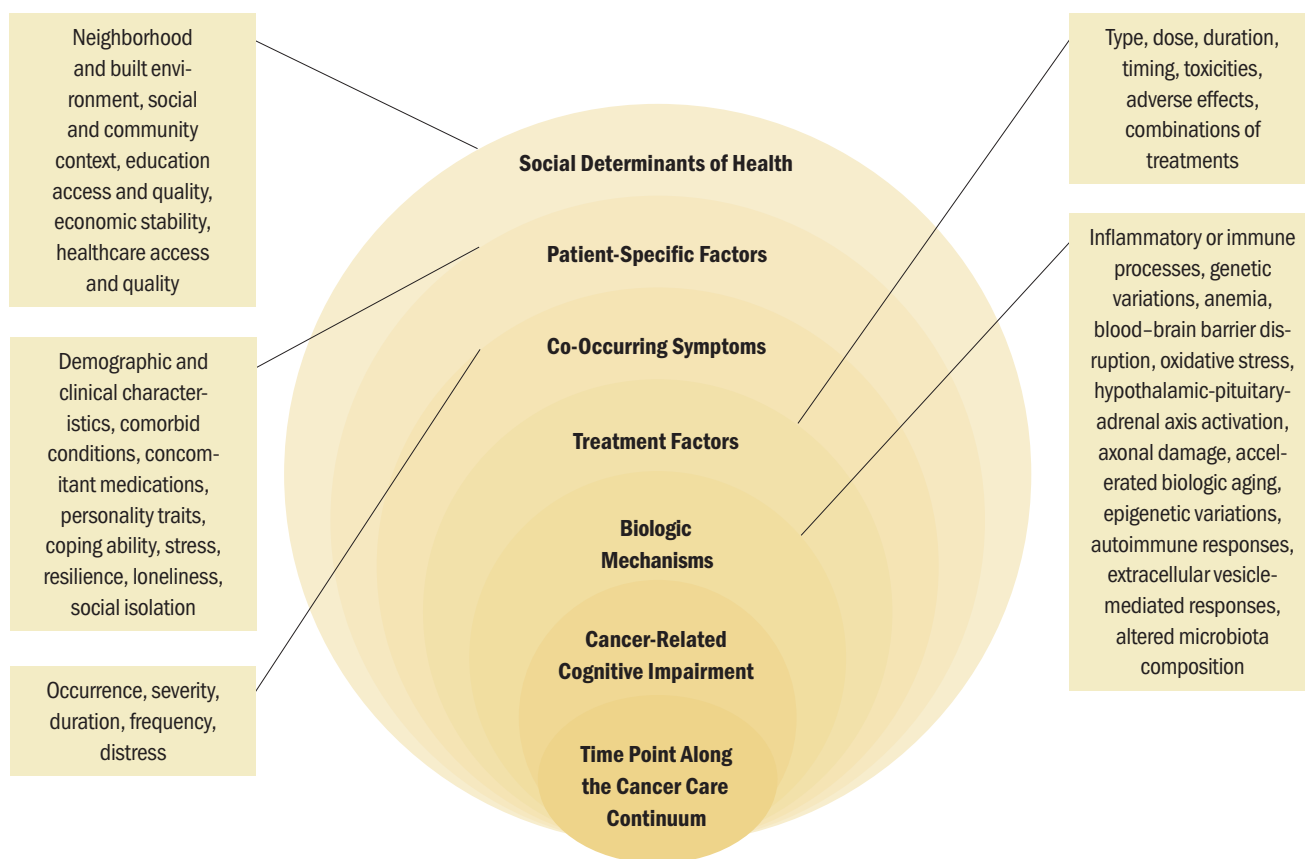 Neighborhood
and built envi-
ronment, social
and community
context, education
access and quality,
economic stability,
healthcare access
and quality
Demographic and
clinical character-
istics, comorbid
conditions, concom-
itant medications,
personality traits,
coping ability, stress,
resilience, loneliness,
social isolation
Occurrence, severity,
duration, frequency,
distress
Social Determinants of Health
Patient-Specific Factors
Co-Occurring Symptoms
Treatment Factors
Biologic
Mechanisms
Cancer-Related
Cognitive Impairment
Time Point Along
the Cancer Care
Continuum
Type, dose, duration,
timing, toxicities,
adverse effects,
combinations of
treatments
Inflammatory or immune
processes, genetic
variations, anemia,
blood–brain barrier dis-
ruption, oxidative stress,
hypothalamic-pituitary-
adrenal axis activation,
axonal damage, accel-
erated biologic aging,
epigenetic variations,
autoimmune responses,
extracellular vesicle-
mediated responses,
altered microbiota
composition